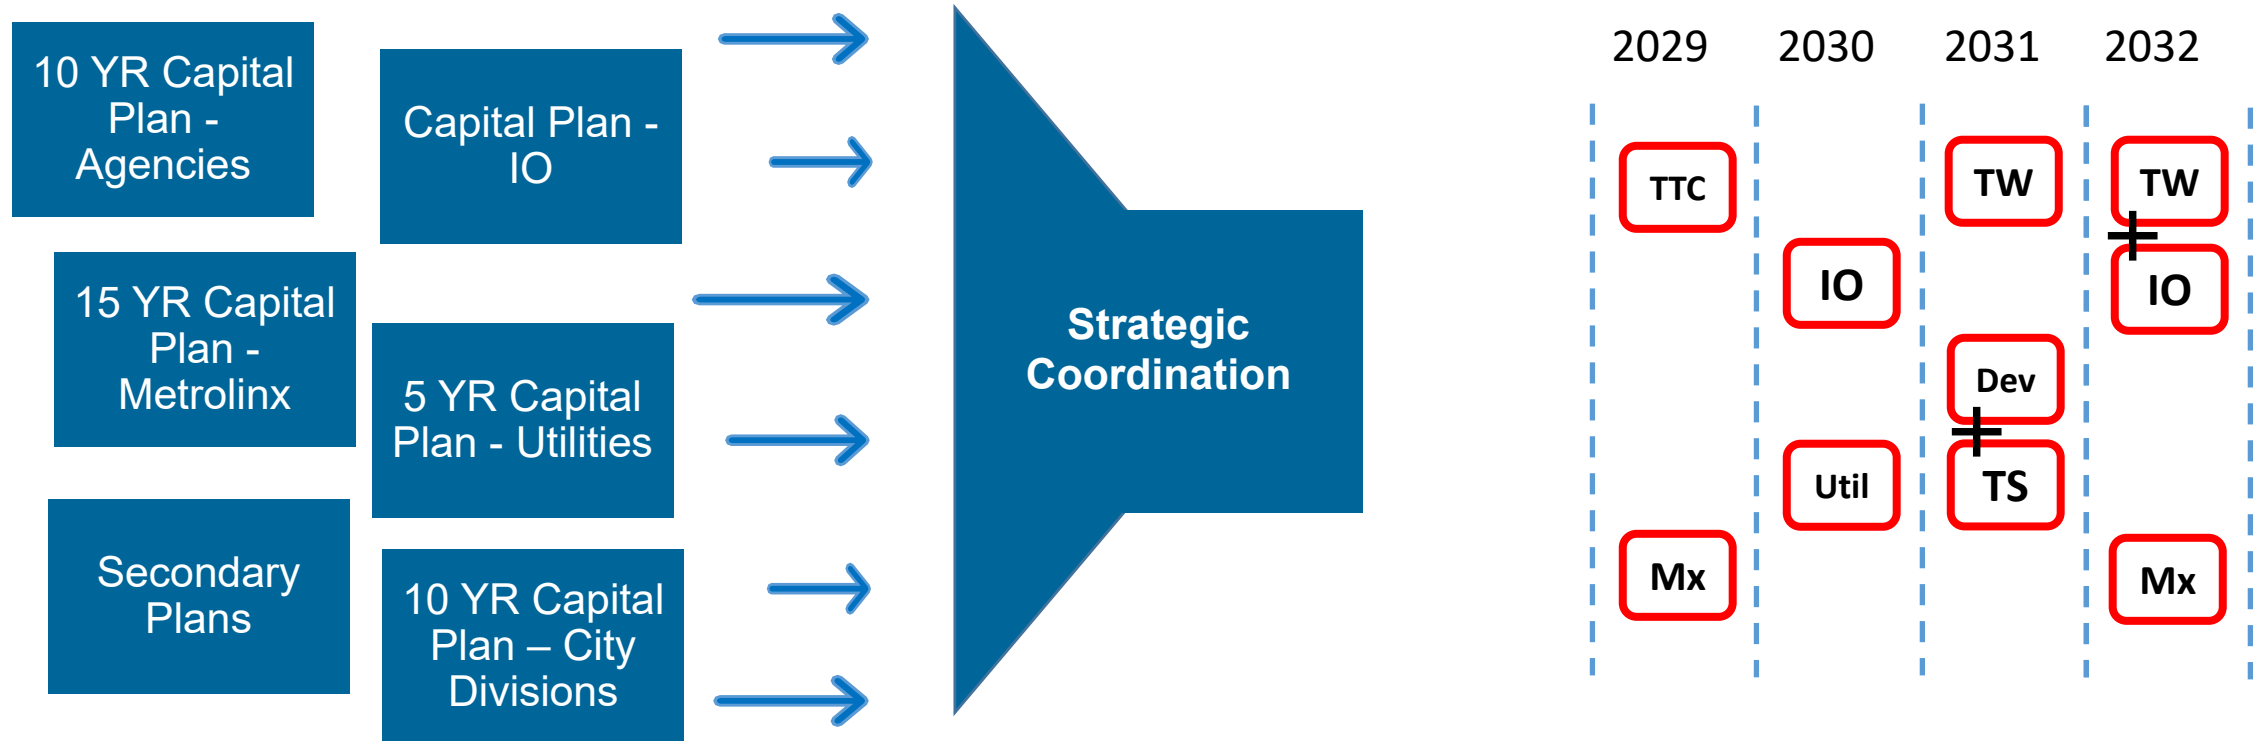 10 YR Capital
Plan -
Agencies
Capital Plan -
IO
15 YR Capital
Plan -
Metrolinx
5 YR Capital
Plan - Utilities
Secondary
Plans
10 YR Capital
Plan – City
Divisions
Strategic
Coordination
2029 2030 2031 2032
TTC
TW
TW
+
IO
IO
Dev
+
Util
TS
Mx
Mx